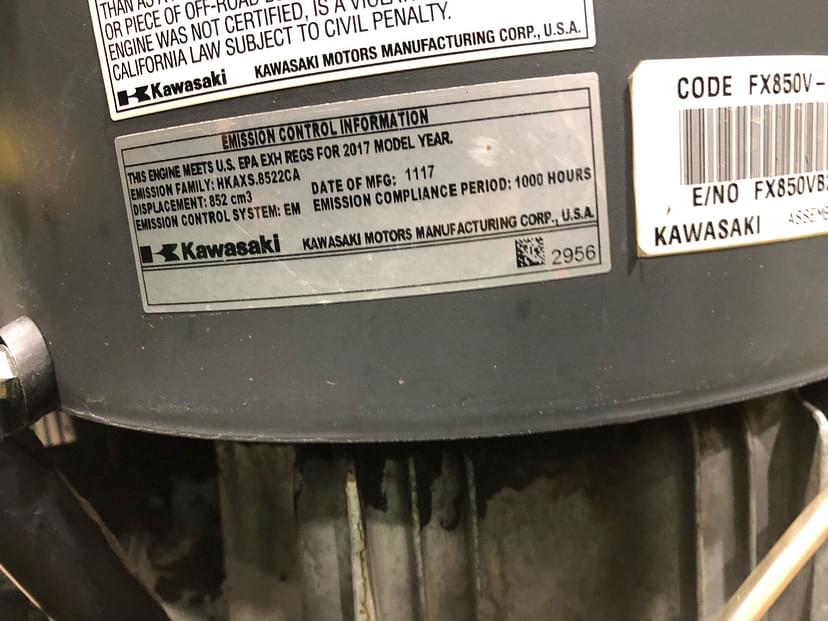 THAN AS
OR PIECE OF OFF-ROAD
ENGINE WAS NOT CERTIFIED, IS A
CALIFORNIA LAW SUBJECT TO CIVIL PENALTY.
Kawasaki KAWASAKI MOTORS MANUFACTURING CORP., U.S.A.
EMISSION CONTROL INFORMATION
THIS ENGINE MEETS U.S. EPA EXH REGS FOR 2017 MODEL YEAR.
EMISSION FAMILY: HKAXS.8522CA
DISPLACEMENT: 852 cm3 DATE OF MFG: 1117
EMISSION CONTROL SYSTEM: EM EMISSION COMPLIANCE PERIOD: 1000 HOURS
Kawasaki KAWASAKI MOTORS MANUFACTURING CORP., U.S.A.
2956
CODE FX850V-
E/NO FX850VB
KAWASAKI ASSEM